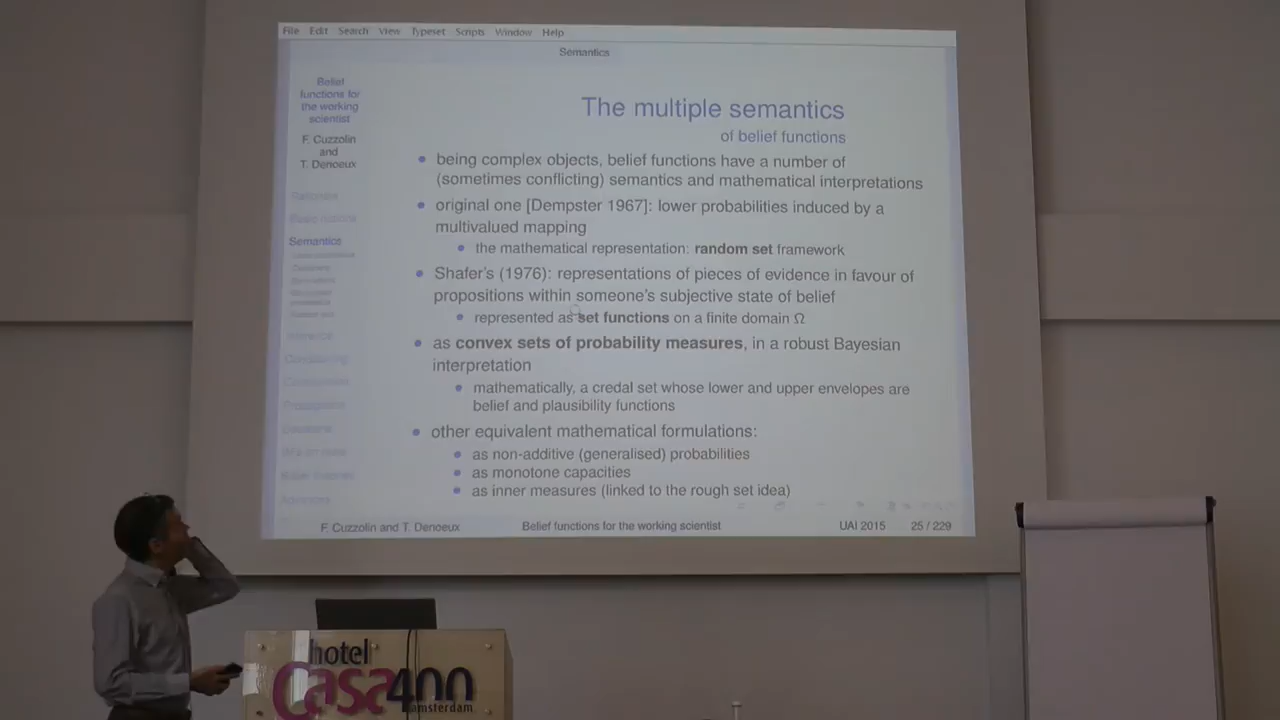 File Edit Search View Typeset Scripts Window Help
Semantics
Belief
functions for
the working
scientist
F. Cuzzolin
and
T. Denoeux
Rationale
Semantics
Inference
Conditioning
The multiple semantics
of belief functions
• being complex objects, belief functions have a number of
(sometimes conflicting) semantics and mathematical interpretations
• original one [Dempster 1967]: lower probabilities induced by a
multivalued mapping
• the mathematical representation: random set framework
• Shafer's (1976): representations of pieces of evidence in favour of
propositions within someone's subjective state of belief
• represented as set functions on a finite domain Ω
• as convex sets of probability measures, in a robust Bayesian
interpretation
• mathematically, a credal set whose lower and upper envelopes are
belief and plausibility functions
• other equivalent mathematical formulations:
• as non-additive (generalised) probabilities
• as monotone capacities
• as inner measures (linked to the rough set idea)
F. Cuzzolin and T. Denoeux Belief functions for the working scientist UAI 2015 25 / 229
hotel
Casa400
amsterdam